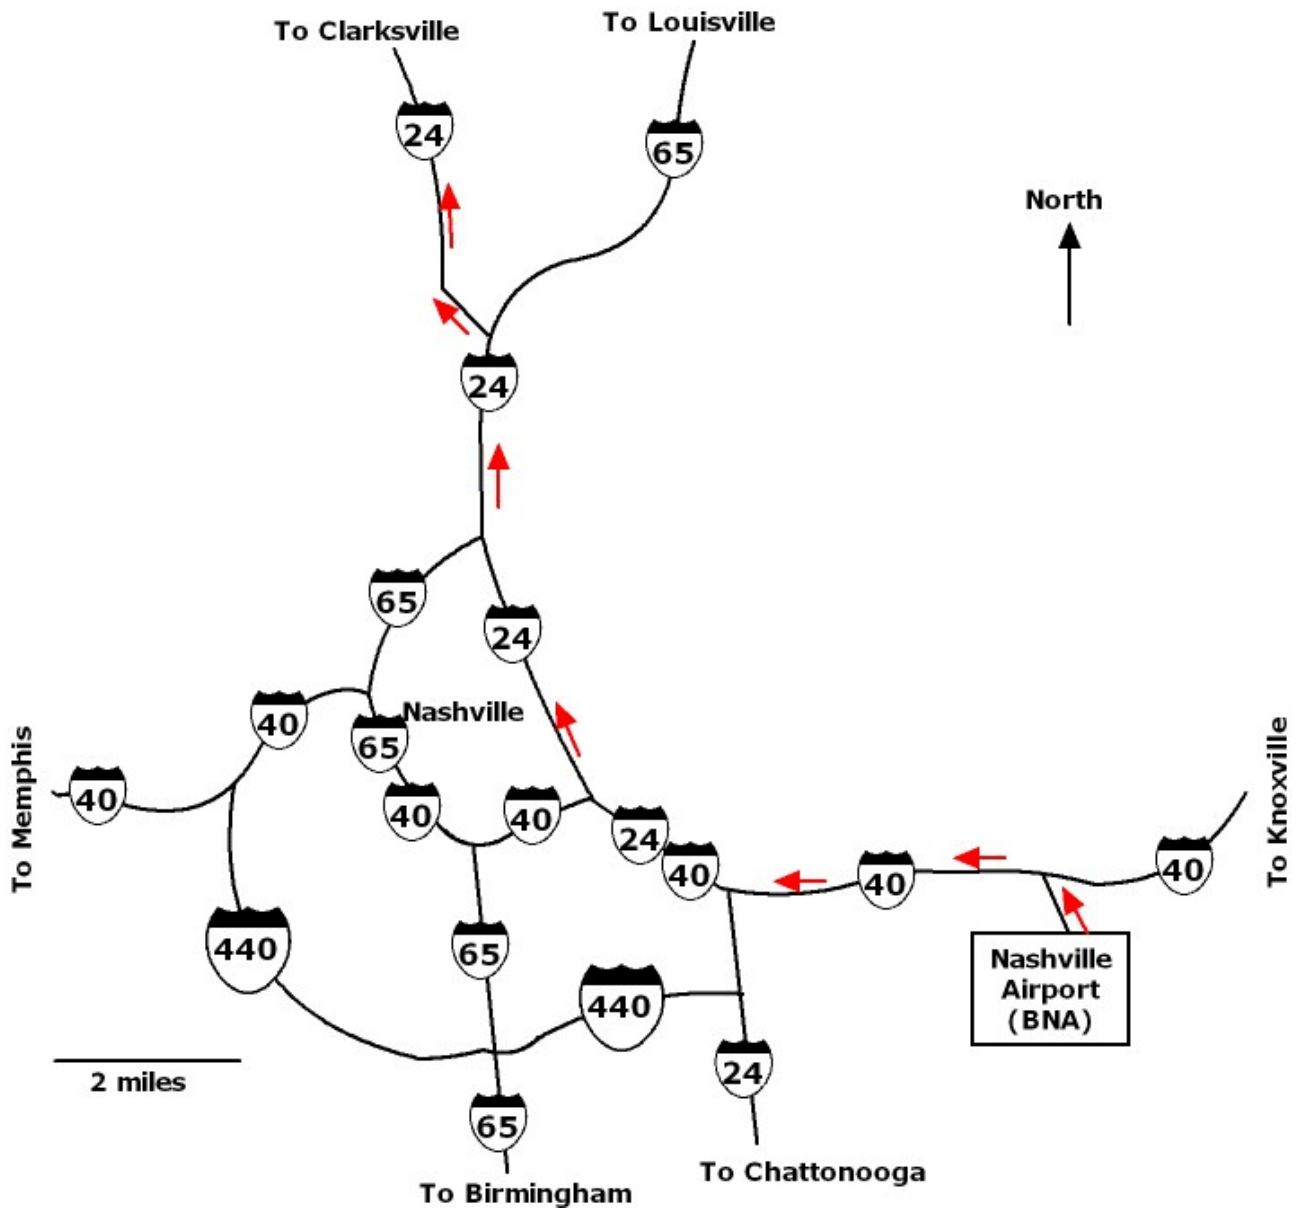 To Clarksville
To Louisville
24
65
North
24
65
24
40
Nashville
65
To Memphis
40
40
40
24
40
40
40
To Knoxville
440
65
440
Nashville
Airport
(BNA)
2 miles
24
65
To Chattonooga
To Birmingham